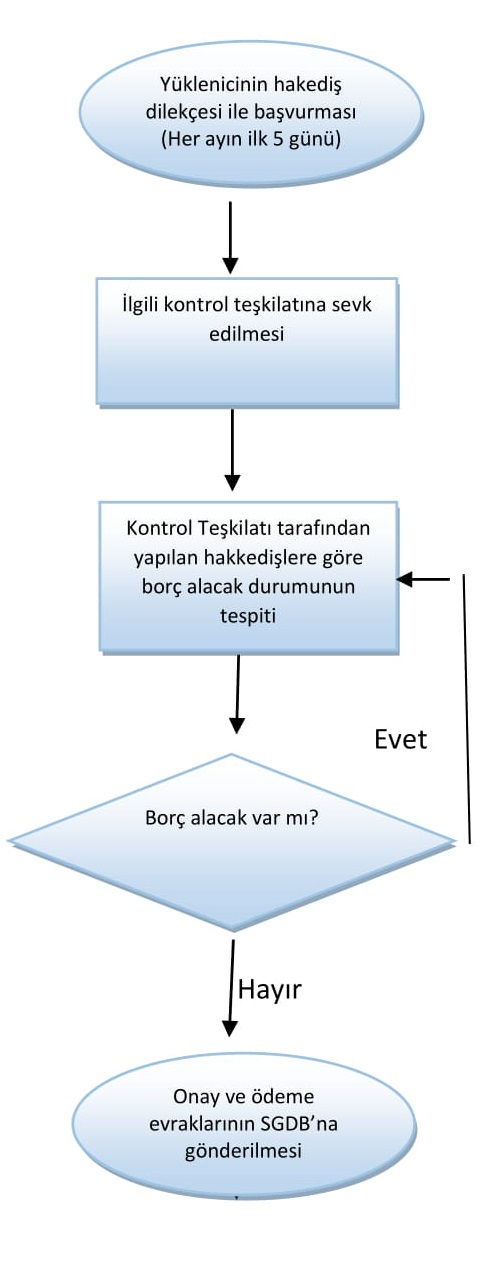 Yüklenicinin hakediş
dilekçesi ile başvurması
(Her ayın ilk 5 günü)
İlgili kontrol teşkilatına sevk
edilmesi
Kontrol Teşkilatı tarafından
yapılan hakkedişlere göre
borç alacak durumunun
tespiti
Evet
Borç alacak var mı?
Hayır
Onay ve ödeme
evraklarının SGDB’na
gönderilmesi